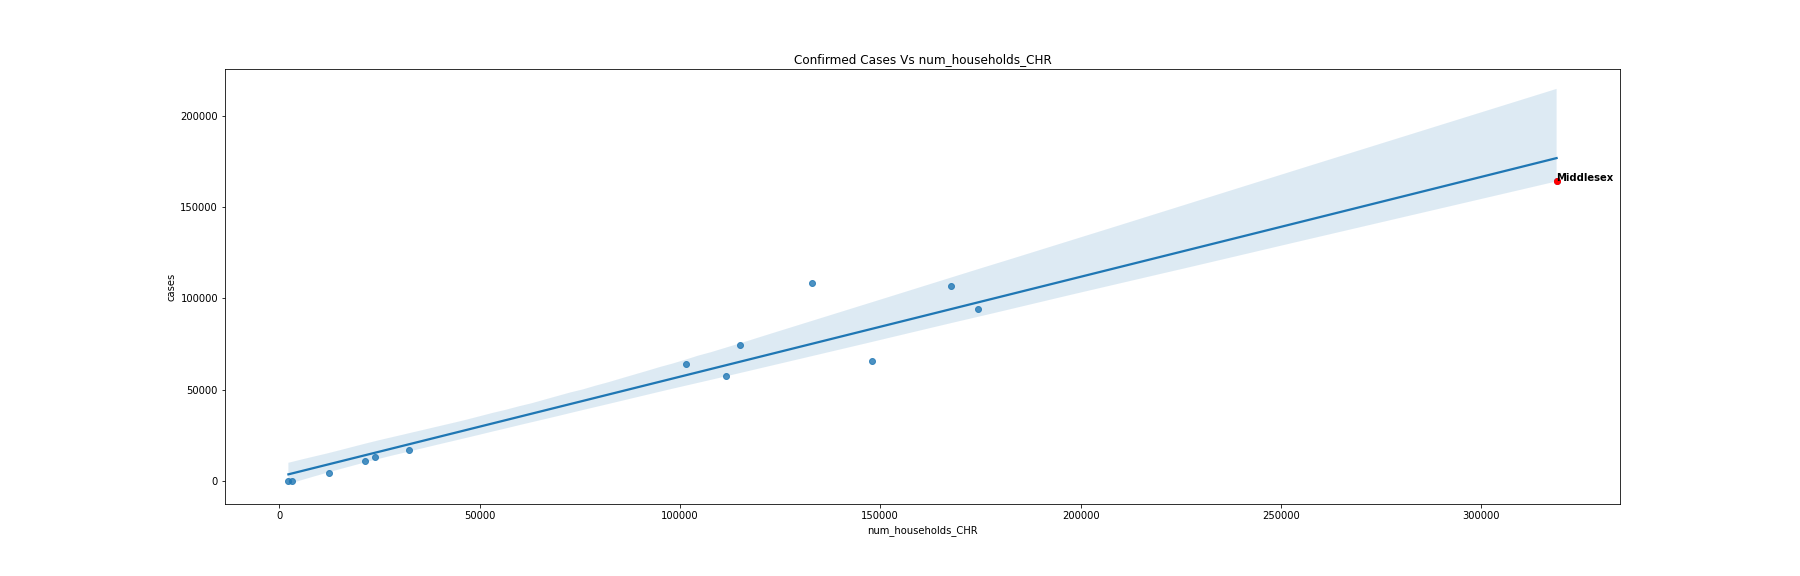 Confirmed Cases Vs num_households_CHR
200000
150000
100000
50000
0
cases
Middlesex
0 50000 100000 150000 200000 250000 300000
num_households_CHR